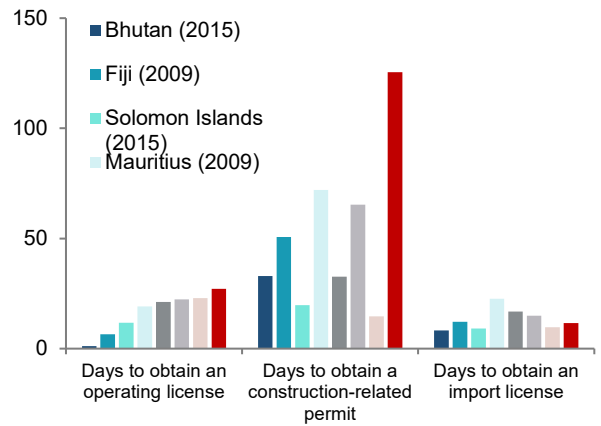 150
100
50
0
Bhutan (2015)
Fiji (2009)
Solomon Islands
(2015)
Mauritius (2009)
Days to obtain an
operating license
Days to obtain a
construction-related
permit
Days to obtain an
import license